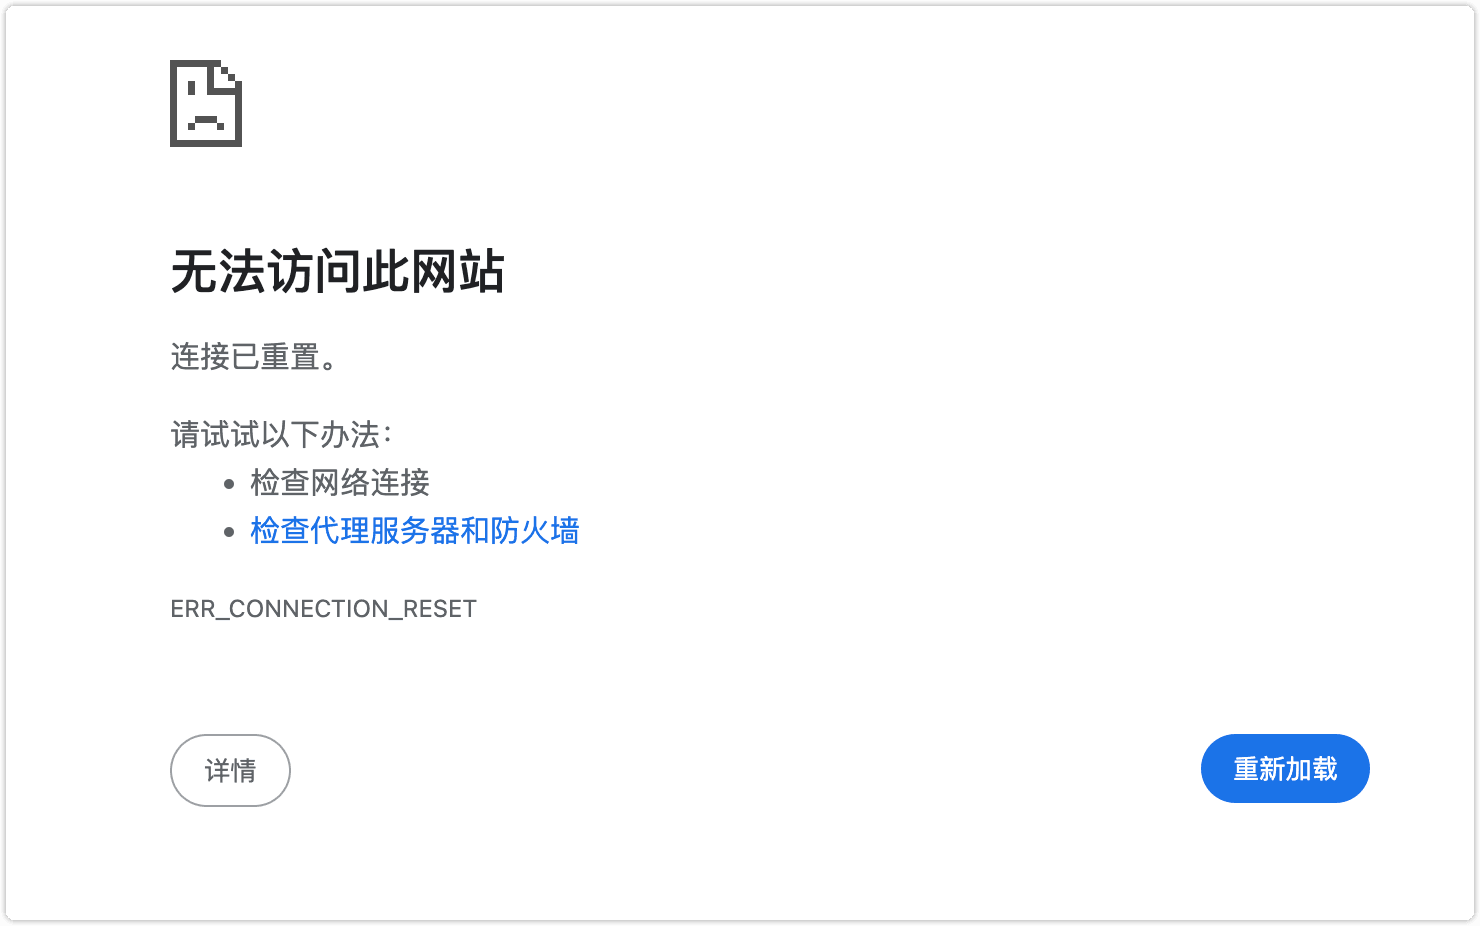 无法访问此网站
连接已重置。
请试试以下办法：
检查网络连接
检查代理服务器和防火墙
ERR_CONNECTION_RESET
详情
重新加载